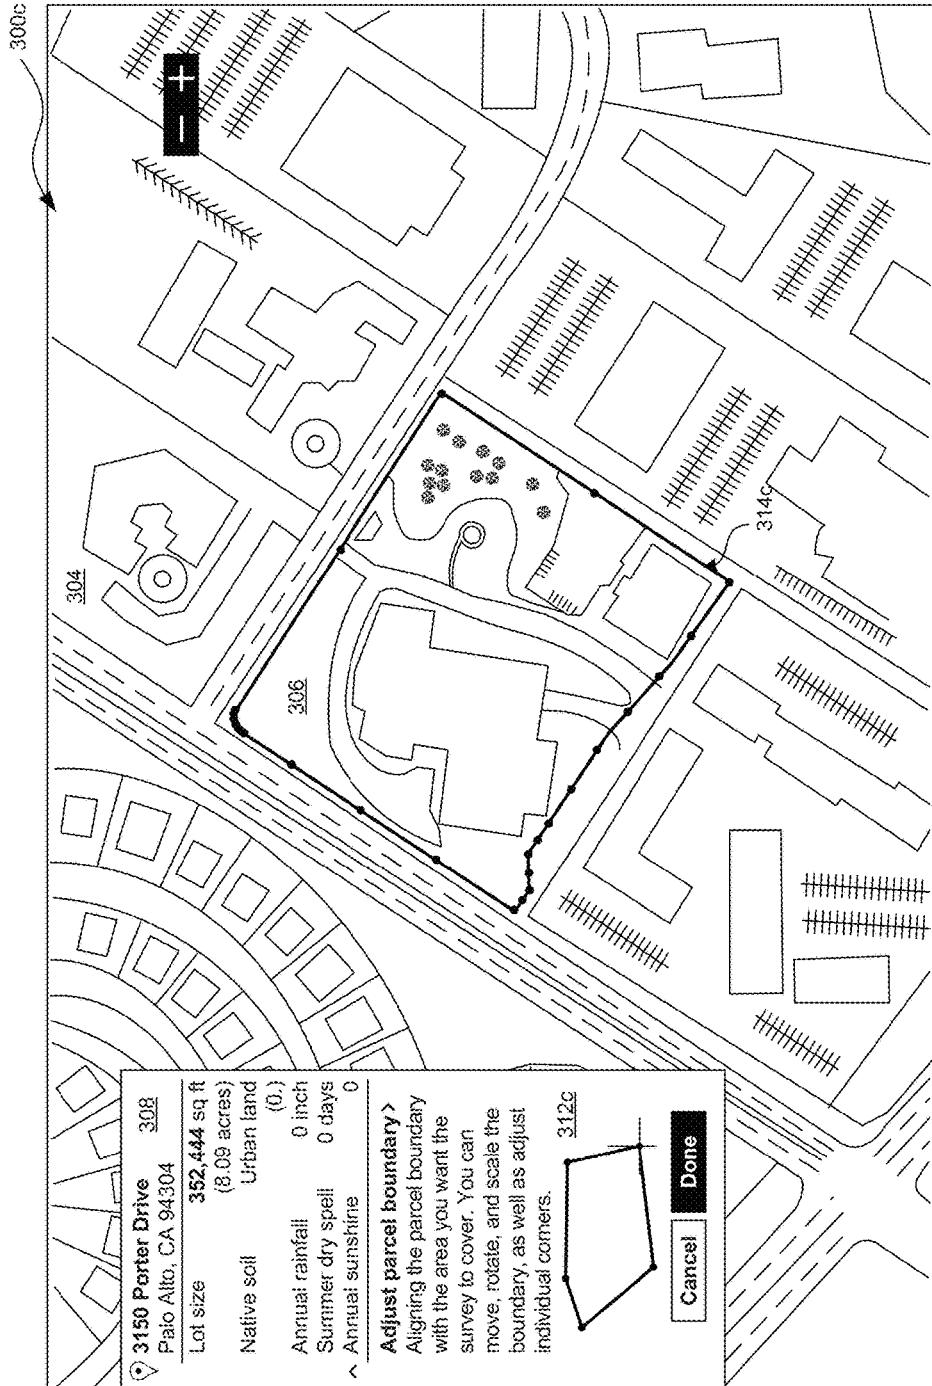 300c
− +
304
306
314c
3150 Porter Drive
Palo Alto, CA 94304
308
Lot size 352,444 sq ft
(8.09 acres)
Native soil Urban land
(0.)
Annual rainfall 0 inch
Summer dry spell 0 days
^ Annual sunshine 0
Adjust parcel boundary>
Aligning the parcel boundary
with the area you want the
survey to cover. You can
move, rotate, and scale the
boundary, as well as adjust
individual corners.
312c
Cancel Done